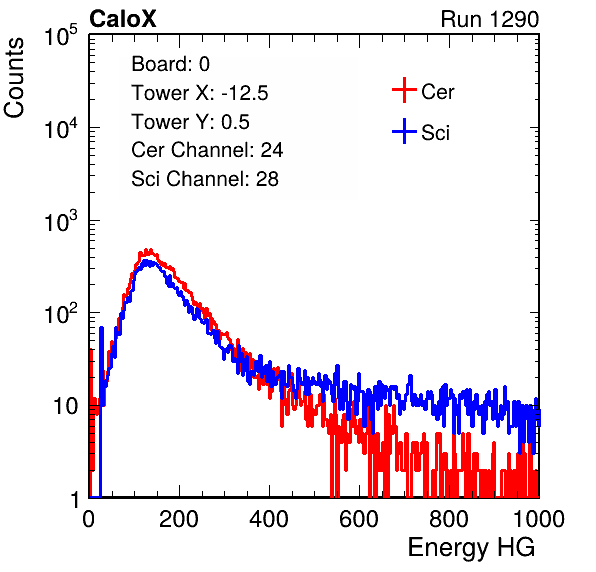 CaloX Run 1290
10^5
Counts
Board: 0
Tower X: -12.5
Tower Y: 0.5
Cer Channel: 24
Sci Channel: 28
Cer
Sci
10^4
10^3
10^2
10
1
0 200 400 600 800 1000
Energy HG